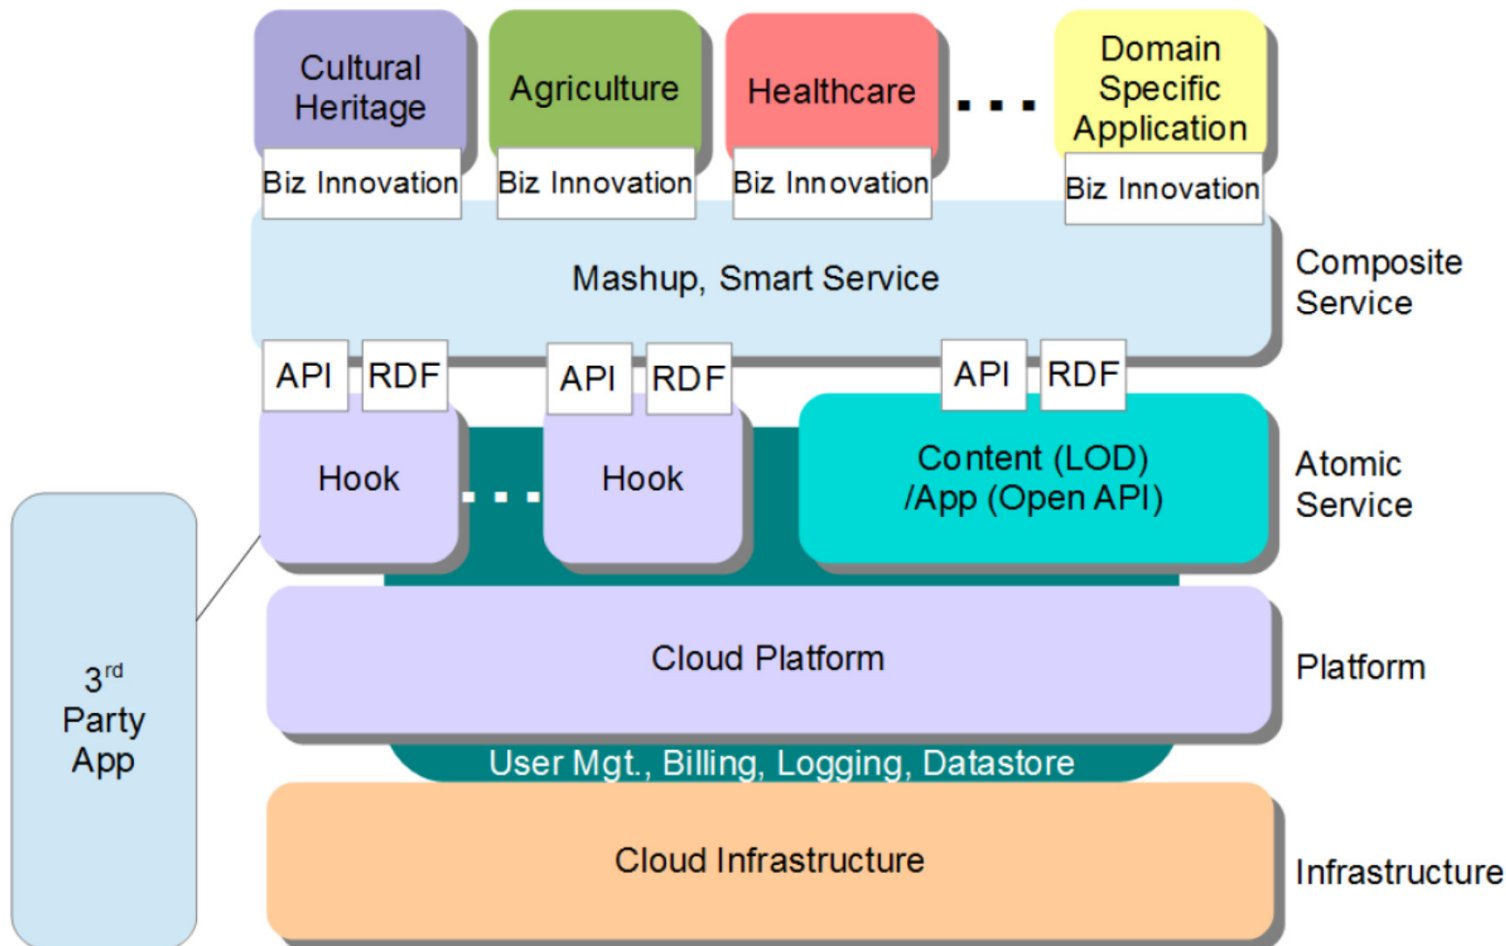 Cultural
Heritage
Agriculture
Healthcare
...
Domain
Specific
Application
Biz Innovation
Biz Innovation
Biz Innovation
Biz Innovation
Mashup, Smart Service
Composite
Service
API
RDF
API
RDF
API
RDF
Hook
...
Hook
Content (LOD)
/App (Open API)
Atomic
Service
3rd
Party
App
Cloud Platform
Platform
User Mgt., Billing, Logging, Datastore
Cloud Infrastructure
Infrastructure